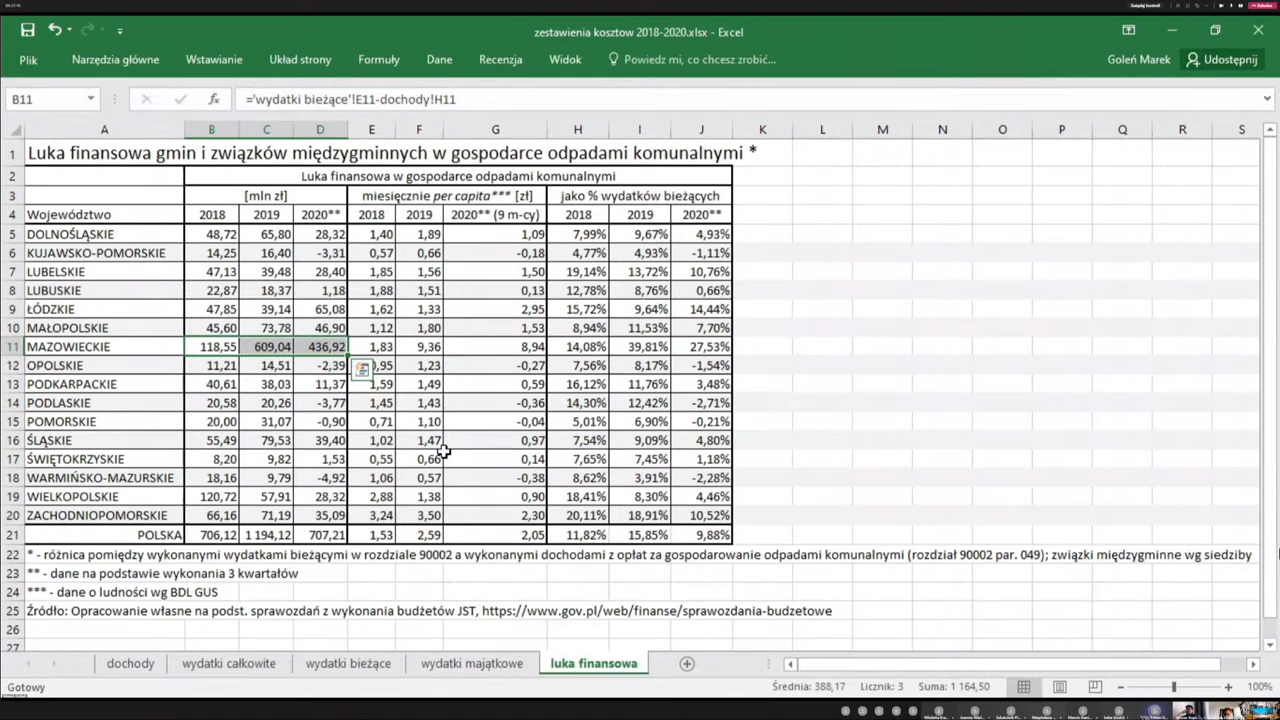 zestawienia kosztow 2018-2020.xlsx - Excel
Plik Narzędzia główne Wstawianie Układ strony Formuły Dane Recenzja Widok Powiedz mi, co chcesz zrobić... Goleń Marek Udostępnij
B11 fx ='wydatki bieżące'!E11-dochody!H11
A B C D E F G H I J K L M N O P Q R S
1 Luka finansowa gmin i związków międzygminnych w gospodarce odpadami komunalnymi *
2 Luka finansowa w gospodarce odpadami komunalnymi
3 [mln zł] miesięcznie per capita*** [zł] jako % wydatków bieżących
4 Województwo 2018 2019 2020** 2018 2019 2020** (9 m-cy) 2018 2019 2020**
5 DOLNOŚLĄSKIE 48,72 65,80 28,32 1,40 1,89 1,09 7,99% 9,67% 4,93%
6 KUJAWSKO-POMORSKIE 14,25 16,40 -3,31 0,57 0,66 -0,18 4,77% 4,93% -1,11%
7 LUBELSKIE 47,13 39,48 28,40 1,85 1,56 1,50 19,14% 13,72% 10,76%
8 LUBUSKIE 22,87 18,37 1,18 1,88 1,51 0,13 12,78% 8,76% 0,66%
9 ŁÓDZKIE 47,85 39,14 65,08 1,62 1,33 2,95 15,72% 9,64% 14,44%
10 MAŁOPOLSKIE 45,60 73,78 46,90 1,12 1,80 1,53 8,94% 11,53% 7,70%
11 MAZOWIECKIE 118,55 609,04 436,92 1,83 9,36 8,94 14,08% 39,81% 27,53%
12 OPOLSKIE 11,21 14,51 -2,39 0,95 1,23 -0,27 7,56% 8,17% -1,54%
13 PODKARPACKIE 40,61 38,03 11,37 1,59 1,49 0,59 16,12% 11,76% 3,48%
14 PODLASKIE 20,58 20,26 -3,77 1,45 1,43 -0,36 14,30% 12,42% -2,71%
15 POMORSKIE 20,00 31,07 -0,90 0,71 1,10 -0,04 5,01% 6,90% -0,21%
16 ŚLĄSKIE 55,49 79,53 39,40 1,02 1,47 0,97 7,54% 9,09% 4,80%
17 ŚWIĘTOKRZYSKIE 8,20 9,82 1,53 0,55 0,66 0,14 7,65% 7,45% 1,18%
18 WARMIŃSKO-MAZURSKIE 18,16 9,79 -4,92 1,06 0,57 -0,38 8,62% 3,91% -2,28%
19 WIELKOPOLSKIE 120,72 57,91 28,32 2,88 1,38 0,90 18,41% 8,30% 4,46%
20 ZACHODNIOPOMORSKIE 66,16 71,19 35,09 3,24 3,50 2,30 20,11% 18,91% 10,52%
21 POLSKA 706,12 1 194,12 707,21 1,53 2,59 2,05 11,82% 15,85% 9,88%
22 * - różnica pomiędzy wykonanymi wydatkami bieżącymi w rozdziale 90002 a wykonanymi dochodami z opłat za gospodarowanie odpadami komunalnymi (rozdział 90002 par. 049); związki międzygminne wg siedziby
23 ** - dane na podstawie wykonania 3 kwartałów
24 *** - dane o ludności wg BDL GUS
25 Źródło: Opracowanie własne na podst. sprawozdań z wykonania budżetów JST, https://www.gov.pl/web/finanse/sprawozdania-budzetowe
26
27
dochody wydatki całkowite wydatki bieżące wydatki majątkowe luka finansowa
Gotowy Średnia: 388,17 Licznik: 3 Suma: 1 164,50 100%